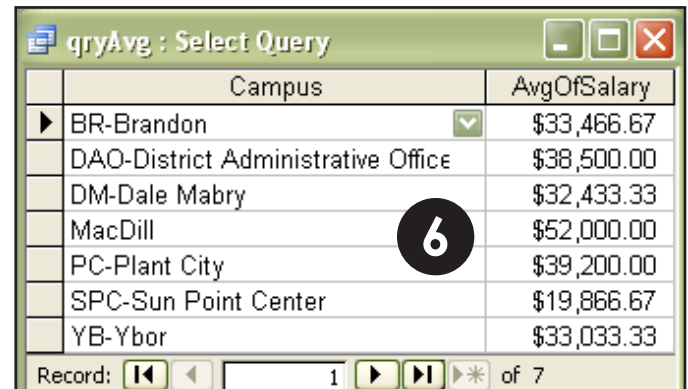 qryAvg : Select Query
Campus AvgOfSalary
BR-Brandon $33,466.67
DAO-District Administrative Office $38,500.00
DM-Dale Mabry $32,433.33
MacDill $52,000.00
6
PC-Plant City $39,200.00
SPC-Sun Point Center $19,866.67
YB-Ybor $33,033.33
Record: 1 of 7